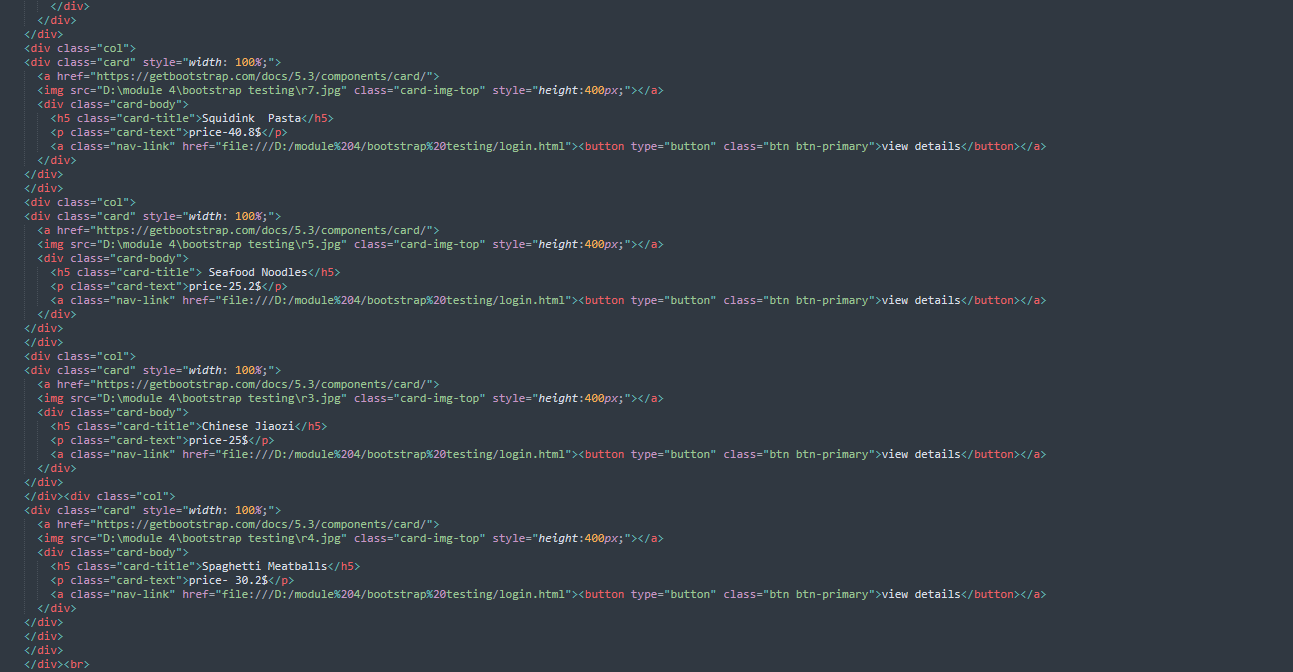 </div>
</div>
</div>
<div class="col">
<div class="card" style="width: 100%;">
<a href="https://getbootstrap.com/docs/5.3/components/card/">
<img src="D:\module 4\bootstrap testing\r7.jpg" class="card-img-top" style="height:400px;"></a>
<div class="card-body">
<h5 class="card-title">Squidink  Pasta</h5>
<p class="card-text">price-40.8$</p>
<a class="nav-link" href="file:///D:/module%204/bootstrap%20testing/login.html"><button type="button" class="btn btn-primary">view details</button></a>
</div>
</div>
</div>
<div class="col">
<div class="card" style="width: 100%;">
<a href="https://getbootstrap.com/docs/5.3/components/card/">
<img src="D:\module 4\bootstrap testing\r5.jpg" class="card-img-top" style="height:400px;"></a>
<div class="card-body">
<h5 class="card-title"> Seafood Noodles</h5>
<p class="card-text">price-25.2$</p>
<a class="nav-link" href="file:///D:/module%204/bootstrap%20testing/login.html"><button type="button" class="btn btn-primary">view details</button></a>
</div>
</div>
</div>
<div class="col">
<div class="card" style="width: 100%;">
<a href="https://getbootstrap.com/docs/5.3/components/card/">
<img src="D:\module 4\bootstrap testing\r3.jpg" class="card-img-top" style="height:400px;"></a>
<div class="card-body">
<h5 class="card-title">Chinese Jiaozi</h5>
<p class="card-text">price-25$</p>
<a class="nav-link" href="file:///D:/module%204/bootstrap%20testing/login.html"><button type="button" class="btn btn-primary">view details</button></a>
</div>
</div>
</div><div class="col">
<div class="card" style="width: 100%;">
<a href="https://getbootstrap.com/docs/5.3/components/card/">
<img src="D:\module 4\bootstrap testing\r4.jpg" class="card-img-top" style="height:400px;"></a>
<div class="card-body">
<h5 class="card-title">Spaghetti Meatballs</h5>
<p class="card-text">price- 30.2$</p>
<a class="nav-link" href="file:///D:/module%204/bootstrap%20testing/login.html"><button type="button" class="btn btn-primary">view details</button></a>
</div>
</div>
</div>
</div>
</div><br>